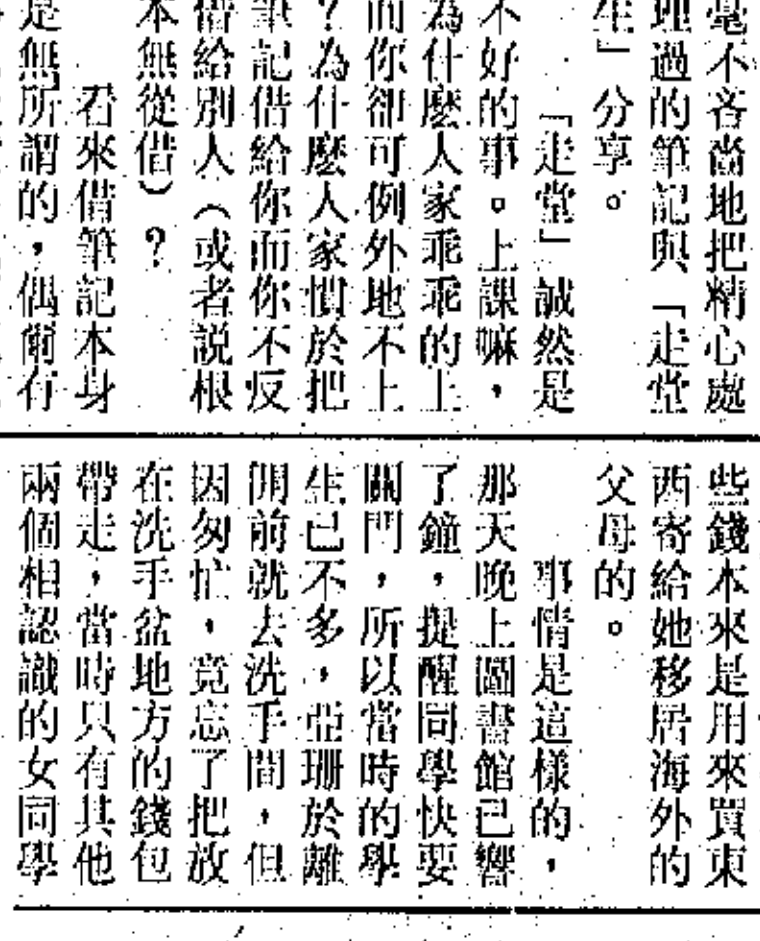 毫不吝嗇地把精心處
理過的筆記與「走堂
生」分享。
「走堂」誠然是
不好的事。上課嘛，
為什麼人家乖乖的上
而你卻可例外地不上
？為什麼人家慣於把
筆記借給你而你不反
借給別人（或者説根
本無從借）？
看來借筆記本身
是無所謂的，偶爾有
些錢本來是用來買東
西寄給她移居海外的
父母的。
事情是這樣的，
那天晚上圖書館已響
了鐘，提醒同學快要
關門，所以當時的學
生已不多，亞珊於離
開前就去洗手間，但
因匆忙，竟忘了把放
在洗手盆地方的錢包
帶走，當時只有其他
兩個相認識的女同學